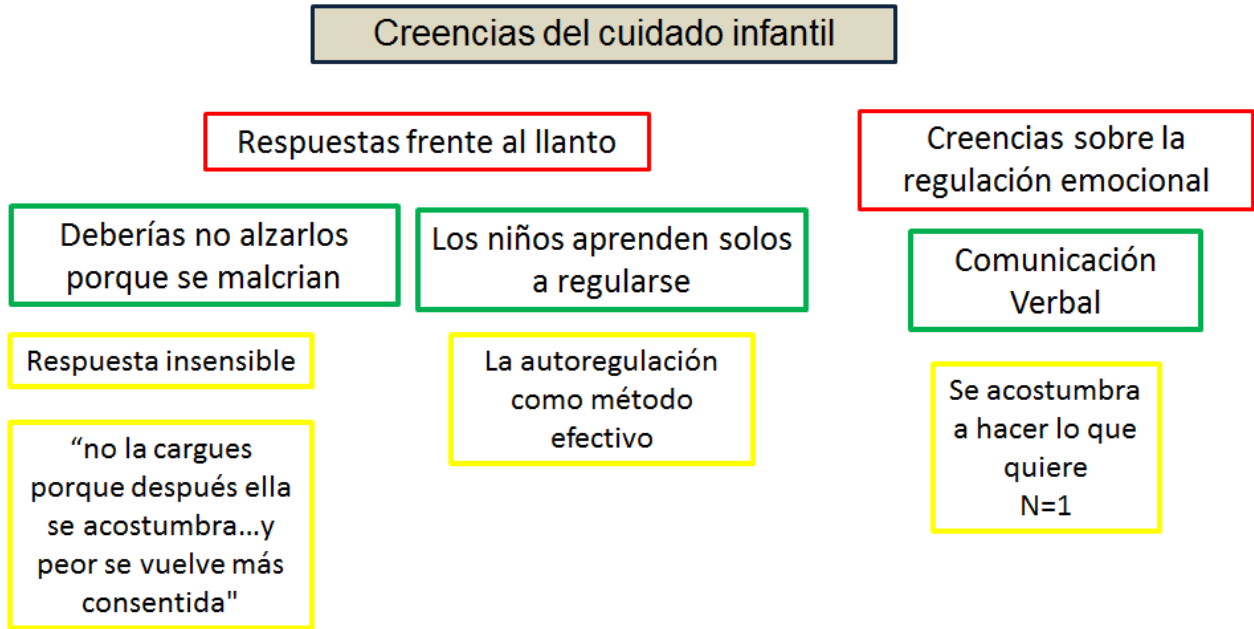 Creencias del cuidado infantil
Respuestas frente al llanto
Creencias sobre la
regulación emocional
Deberías no alzarlos
porque se malcrian
Los niños aprenden solos
a regularse
Comunicación
Verbal
Respuesta insensible
La autoregulación
como método
efectivo
Se acostumbra
a hacer lo que
quiere
N=1
“no la cargues
porque después ella
se acostumbra...y
peor se vuelve más
consentida"